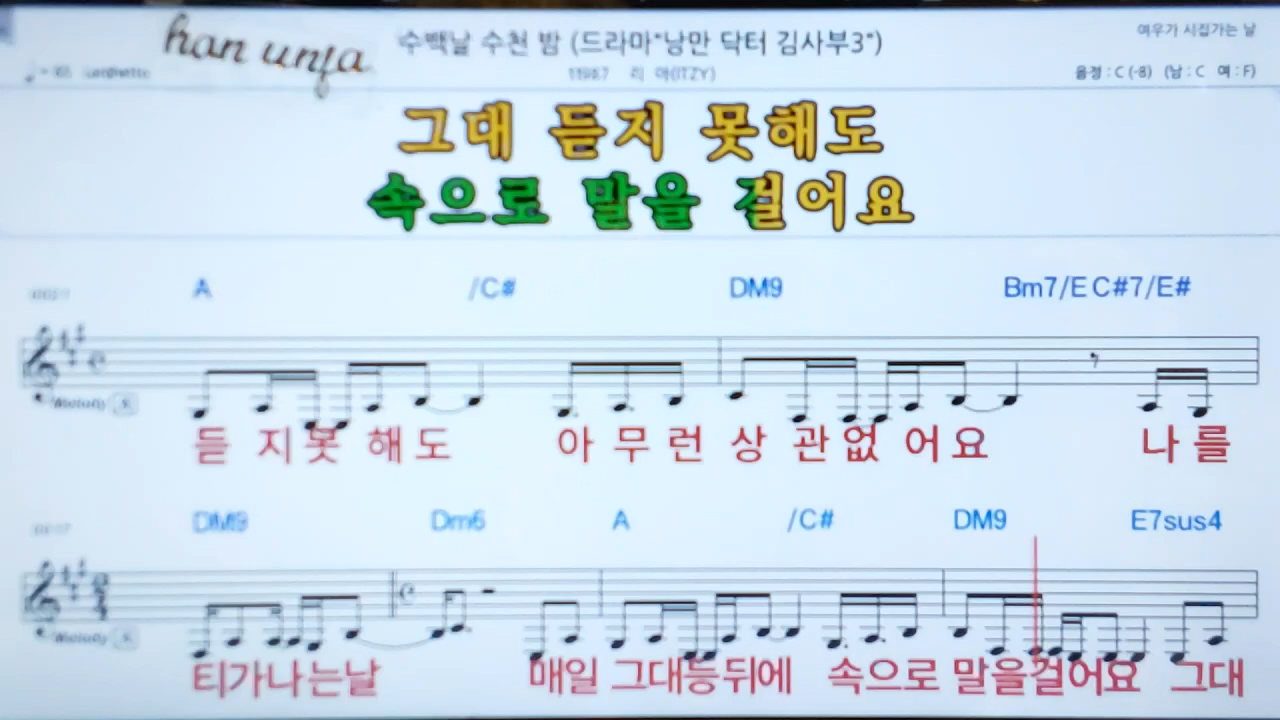 han unja
수백날 수천 밤 (드라마"낭만 닥터 김사부3")
여우가 시집가는 날
11987 리 아(ITZY)
음정 : C (-8) (남 : C 여 : F)
그대 듣지 못해도
속으로 말을 걸어요
A /C# DM9 Bm7/E C#7/E#
듣 지 못 해 도 아 무 런 상 관 없 어 요 나 를
DM9 Dm6 A /C# DM9 E7sus4
Melody
티가나는날 매일 그대등뒤에 속으로 말을걸어요 그대